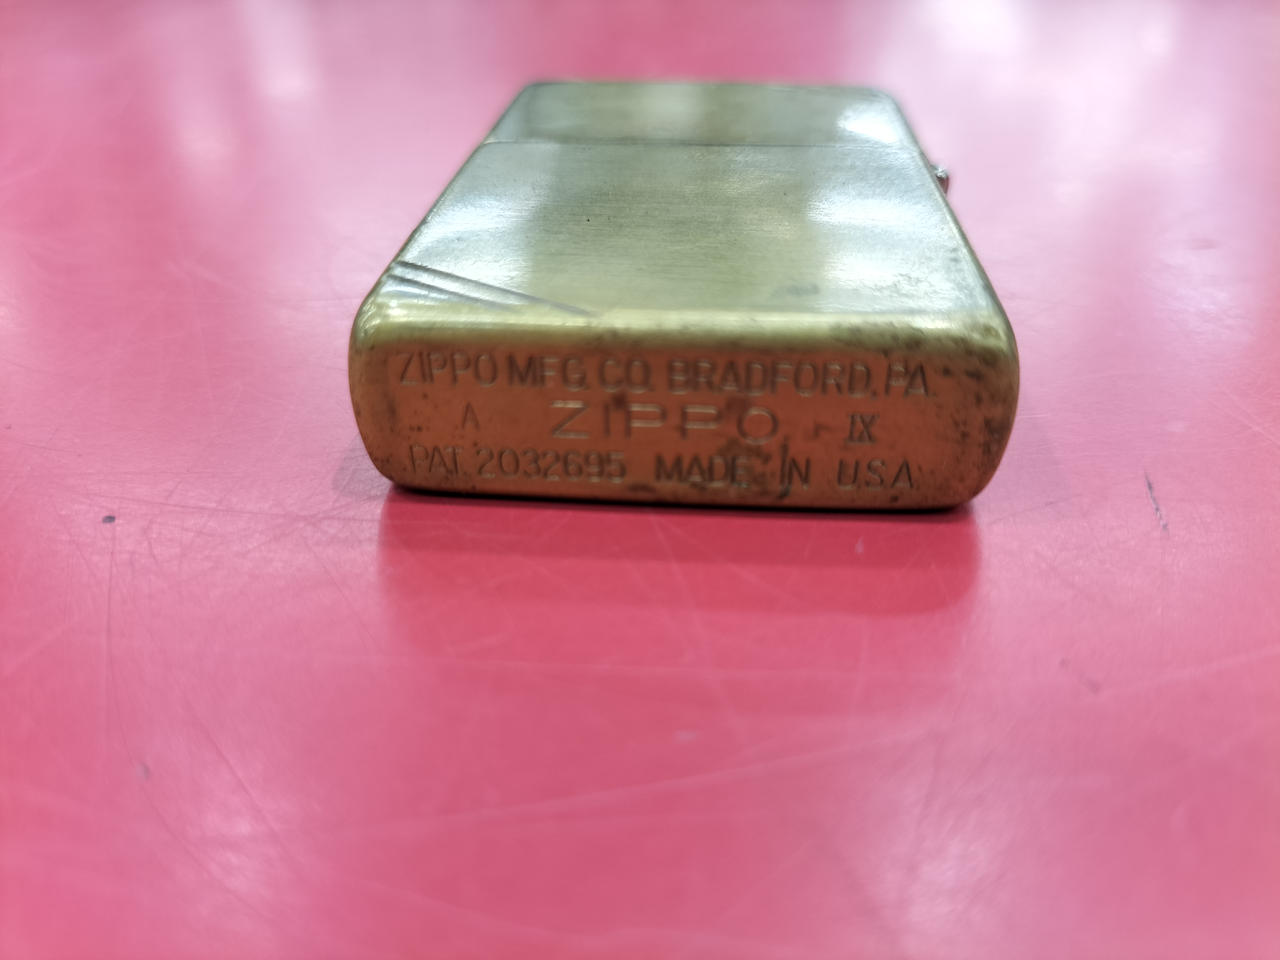 ZIPPO MFG. CO. BRADFORD, PA.
A ZIPPO IX
PAT. 2032695 MADE IN U.S.A.